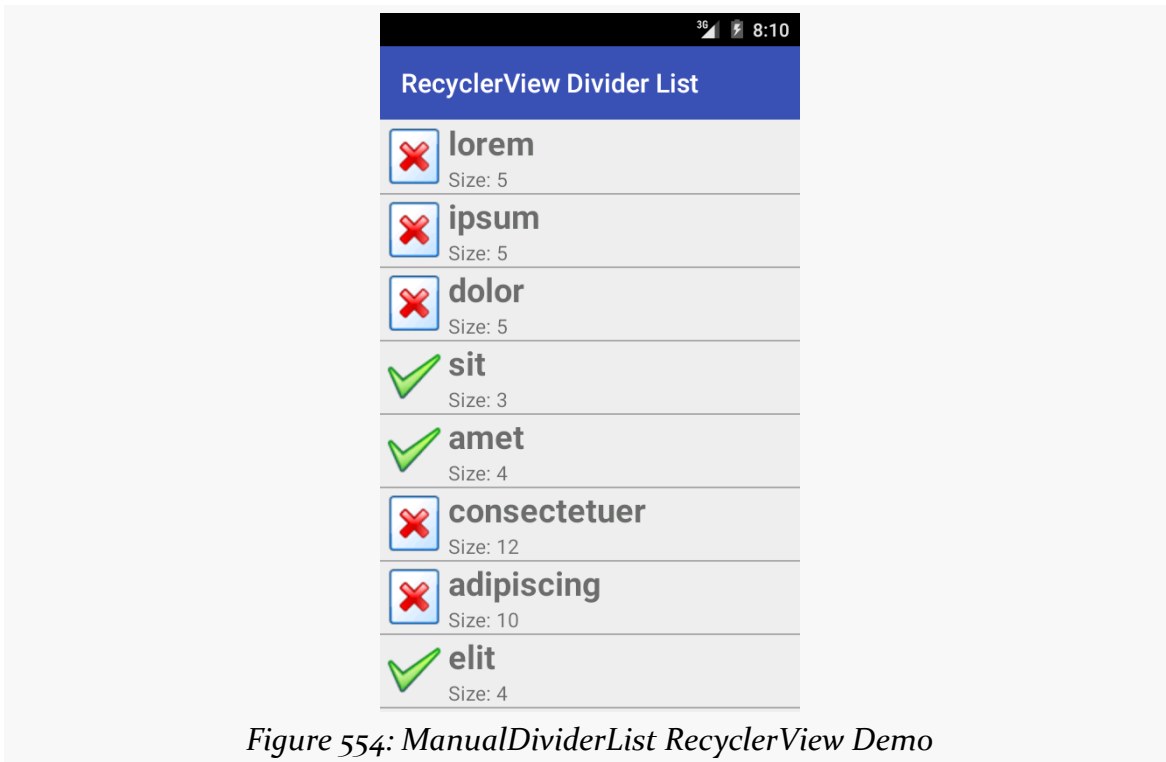 3G 8:10
RecyclerView Divider List
lorem
Size: 5
ipsum
Size: 5
dolor
Size: 5
sit
Size: 3
amet
Size: 4
consectetuer
Size: 12
adipiscing
Size: 10
elit
Size: 4
Figure 554: ManualDividerList RecyclerView Demo